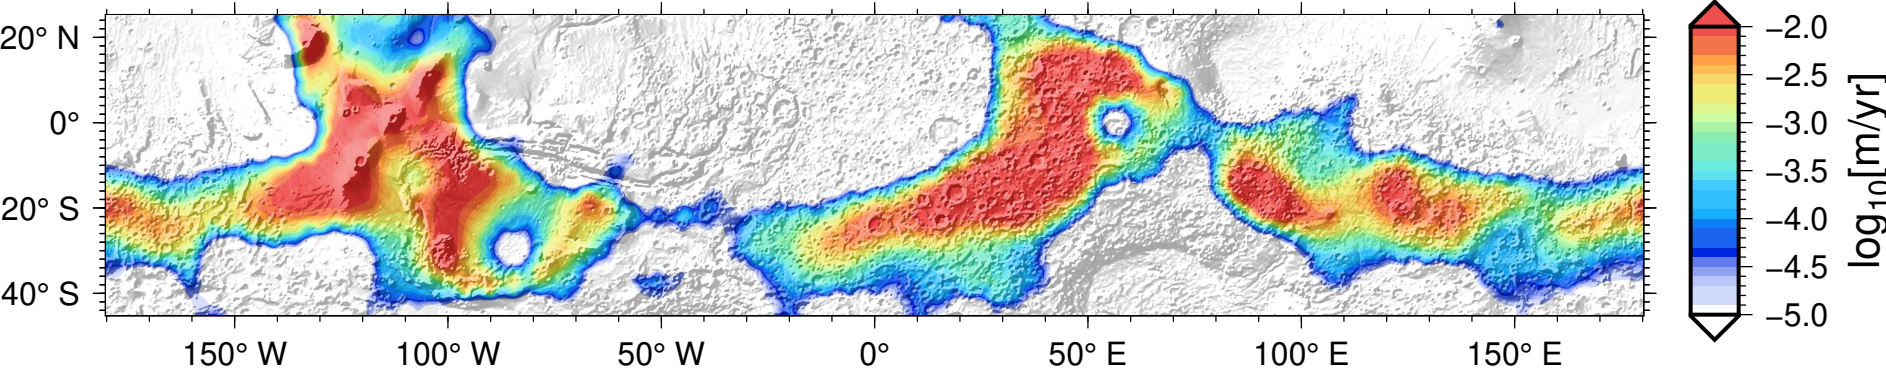 20° N
0°
20° S
40° S
150° W
100° W
50° W
0°
50° E
100° E
150° E
−2.0
−2.5
−3.0
−3.5
−4.0
−4.5
−5.0
log₁₀[m/yr]